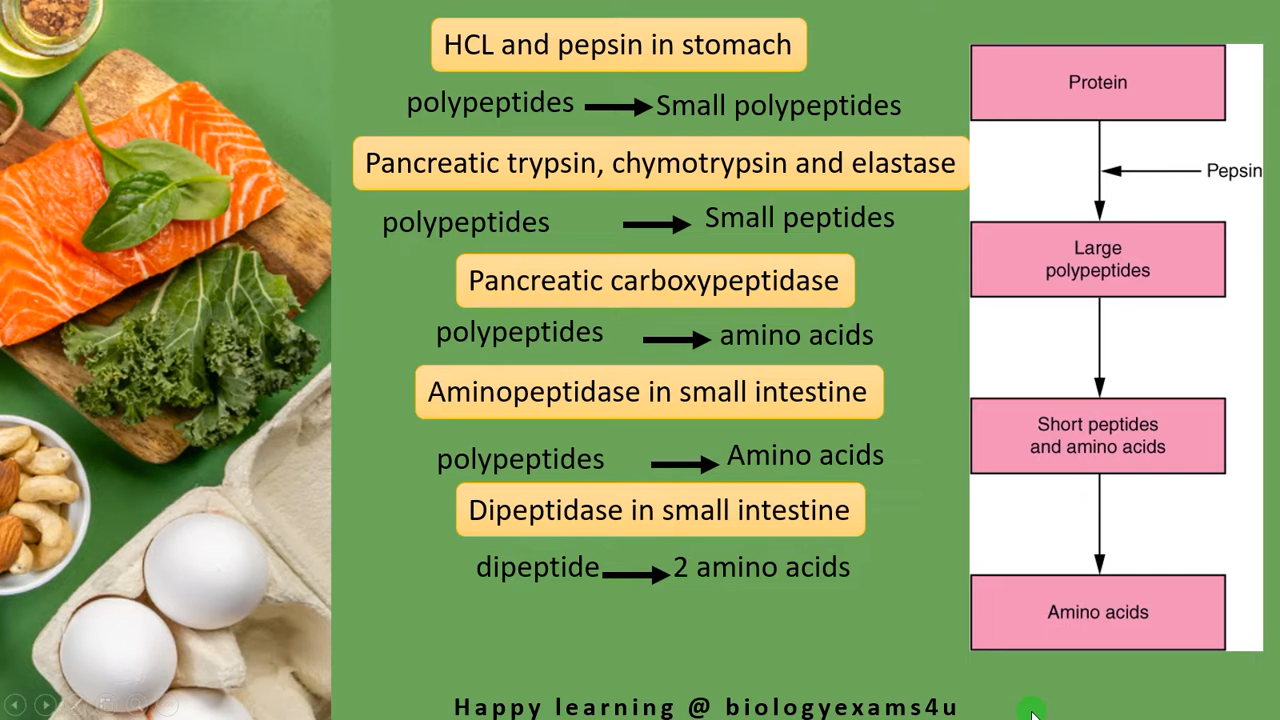 HCL and pepsin in stomach
polypeptides Small polypeptides
Pancreatic trypsin, chymotrypsin and elastase
polypeptides Small peptides
Pancreatic carboxypeptidase
polypeptides amino acids
Aminopeptidase in small intestine
polypeptides Amino acids
Dipeptidase in small intestine
dipeptide 2 amino acids
Happy learning @ biologyexams4u
Protein
Pepsin
Large
polypeptides
Short peptides
and amino acids
Amino acids